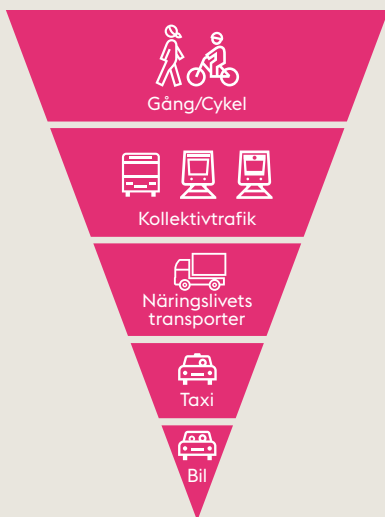 Gång/Cykel
Kollektivtrafik
Näringslivets
transporter
Taxi
Bil